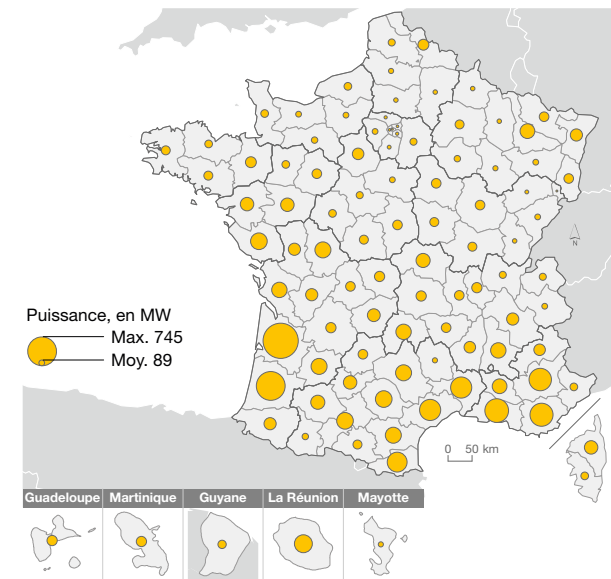 N
Puissance, en MW
Max. 745
Moy. 89
0 50 km
Guadeloupe Martinique Guyane La Réunion Mayotte